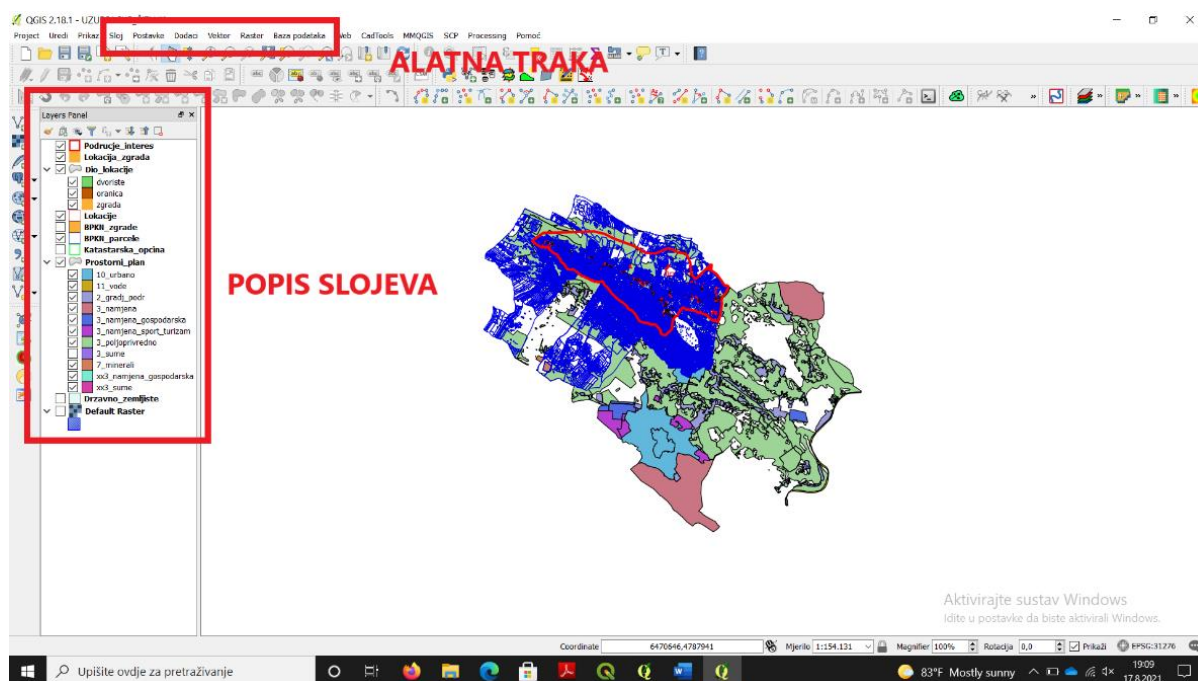 QGIS 2.18.1 - UZU
Project Uredi Prikaz Sloj Postavke Dodaci Vektor Raster Baza podataka Web CadTools MMQGIS SCP Processing Pomoć
ALATNA TRAKA
Layers Panel
Podrucje_interes
Lokacija_zgrada
Dio_lokacije
dvoriste
oranica
zgrada
Lokacije
BPKN_zgrade
BPKN_parcele
Katastarska_opcina
Prostorni_plan
10_urbano
11_vode
2_gradj_podr
3_namjena
3_namjena_gospodarska
3_namjena_sport_turizam
3_poljoprivredno
3_sume
7_minerali
xx3_namjena_gospodarska
xx3_sume
Drzavno_zemljiste
Default Raster
POPIS SLOJEVA
Aktivirajte sustav Windows
Idite u postavke da biste aktivirali Windows.
Coordinate 6470646,4787941 Mjerilo 1:154.131 Magnifier 100% Rotacija 0,0 Prikaži EPSG:31276
Upišite ovdje za pretraživanje
83°F Mostly sunny
19:09
17.8.2021